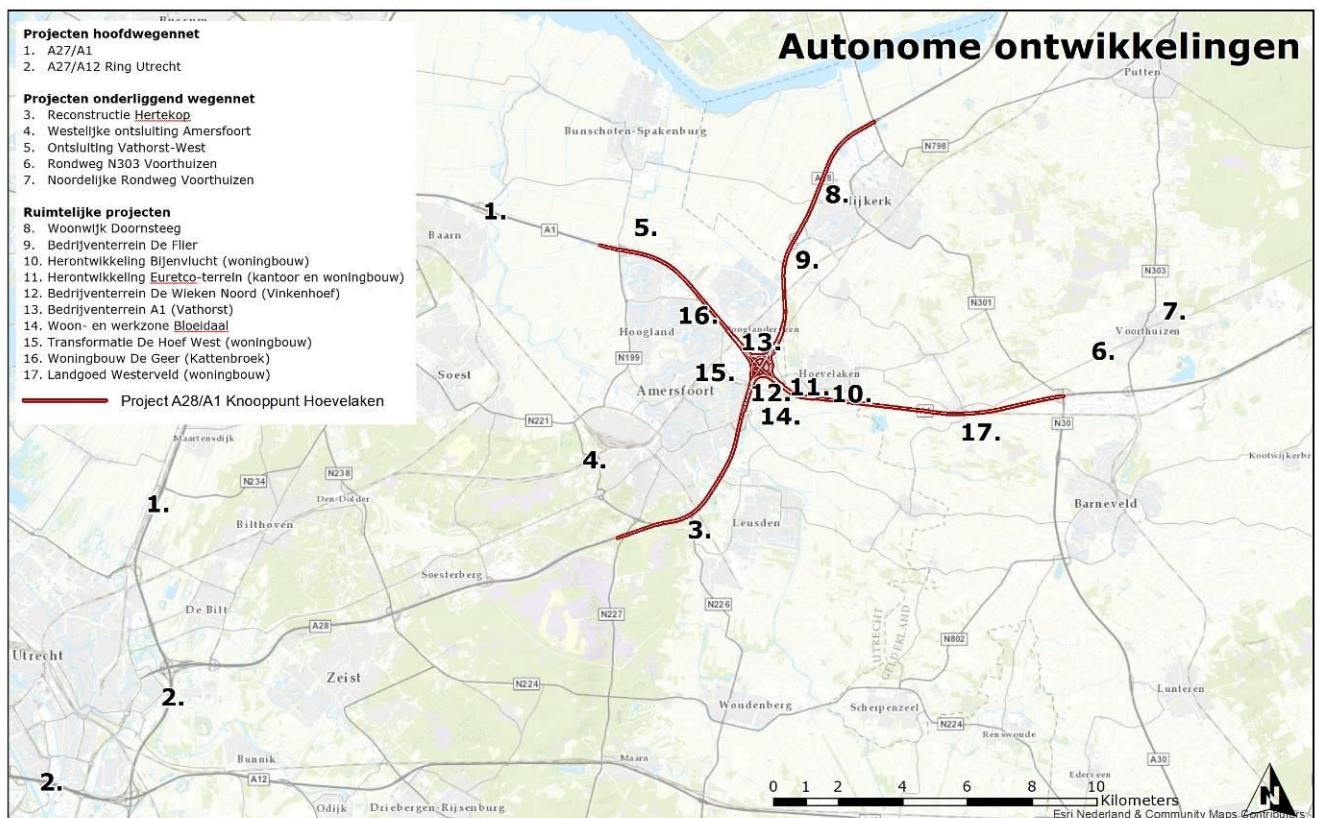 Autonome ontwikkelingen
Projecten hoofdwegennet
1. A27/A1
2. A27/A12 Ring Utrecht
Projecten onderliggend wegennet
3. Reconstructie Hertekop
4. Westelijke ontsluiting Amersfoort
5. Ontsluiting Vathorst-West
6. Rondweg N303 Voorthuizen
7. Noordelijke Rondweg Voorthuizen
Ruimtelijke projecten
8. Woonwijk Doornsteeg
9. Bedrijventerrein De Flier
10. Herontwikkeling Bijenvlucht (woningbouw)
11. Herontwikkeling Euretco-terrein (kantoor en woningbouw)
12. Bedrijventerrein De Wieken Noord (Vinkenhoef)
13. Bedrijventerrein A1 (Vathorst)
14. Woon- en werkzone Bloeidaal
15. Transformatie De Hoef West (woningbouw)
16. Woningbouw De Geer (Kattenbroek)
17. Landgoed Westerveld (woningbouw)
Project A28/A1 Knooppunt Hoevelaken
Putten
Bunschoten-Spakenburg
N798
A28
8.
Nijkerk
1.
Baarn
A1
5.
9.
N303
N301
7.
16.
Hoogland
Voorthuizen
13.
6.
N199
15.
Hoevelaken
Soest
Amersfoort
12.
11.
10.
14.
17.
N30
N221
Maartensdijk
4.
N238
N234
Den-Dolder
1.
Bilthoven
Barneveld
3.
Leusden
Soesterberg
De Bilt
N227
N226
A28
UTRECHT
GELDERLAND
N802
Utrecht
Zeist
2.
N224
Lunteren
Woudenberg
Scherpenzeel
N224
Renswoude
Bunnik
Maarn
A30
2.
A12
Ederveen
Odijk
Driebergen-Rijsenburg
0 1 2 4 6 8 10
Kilometers
N
Esri Nederland & Community Maps Contributors